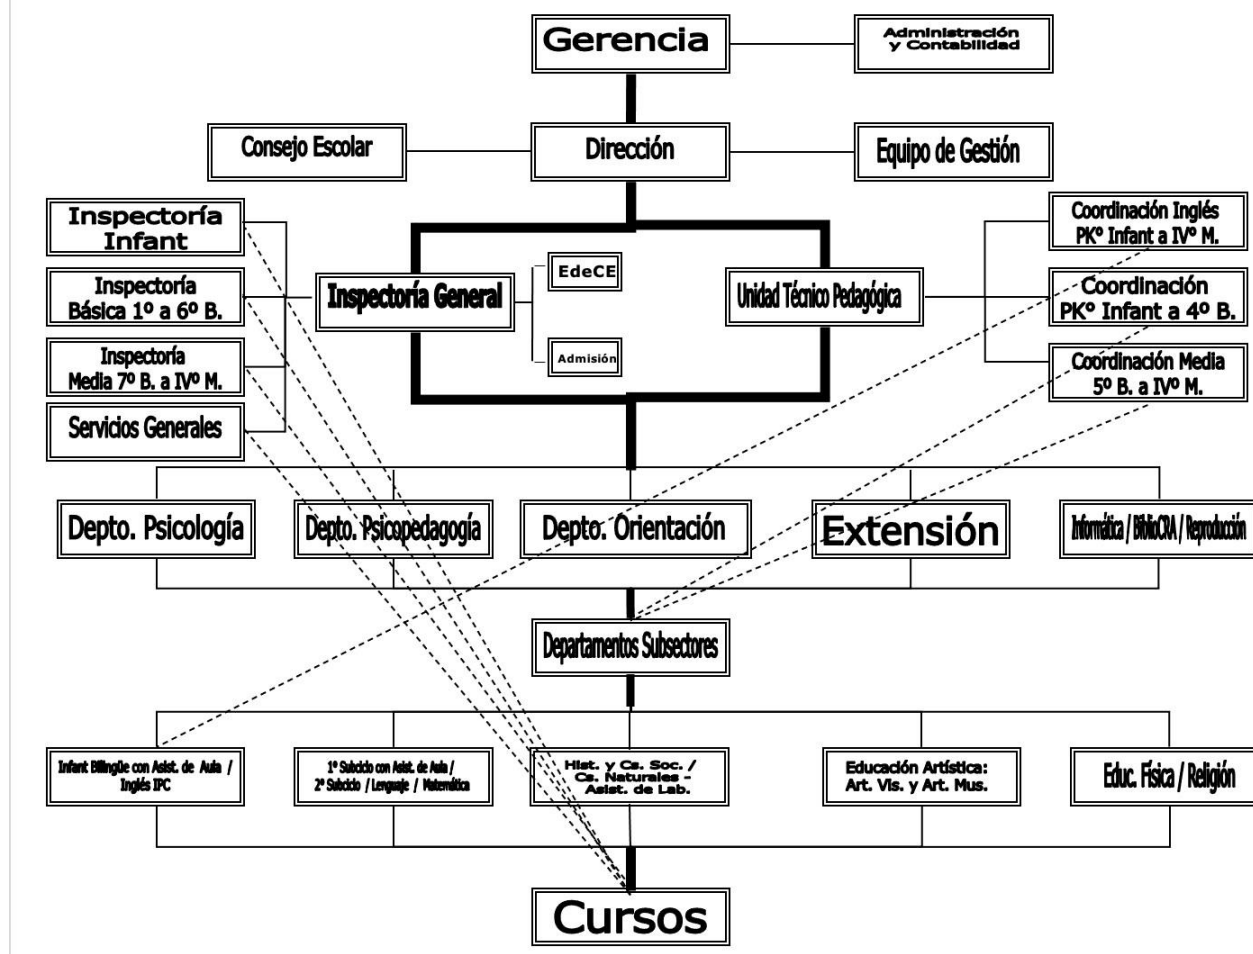 Gerencia
Administración
y Contabilidad
Consejo Escolar
Dirección
Equipo de Gestión
Inspectoría
Infant
Coordinación Inglés
PKº Infant a IVº M.
EdeCE
Inspectoría
Básica 1º a 6º B.
Inspectoría General
Unidad Técnico Pedagógica
Coordinación
PKº Infant a 4º B.
Inspectoría
Media 7º B. a IVº M.
Admisión
Coordinación Media
5º B. a IVº M.
Servicios Generales
Depto. Psicología
Depto. Psicopedagogía
Depto. Orientación
Extensión
Informática / BiblioCRA / Reproducción
Departamentos Subsectores
Infant Bilingüe con Asist. de Aula /
Inglés IPC
1º Subciclo con Asist. de Aula /
2º Subciclo / Lenguaje / Matemática
Hist. y Cs. Soc. /
Cs. Naturales -
Asist. de Lab.
Educación Artística:
Art. Vis. y Art. Mus.
Educ. Física / Religión
Cursos